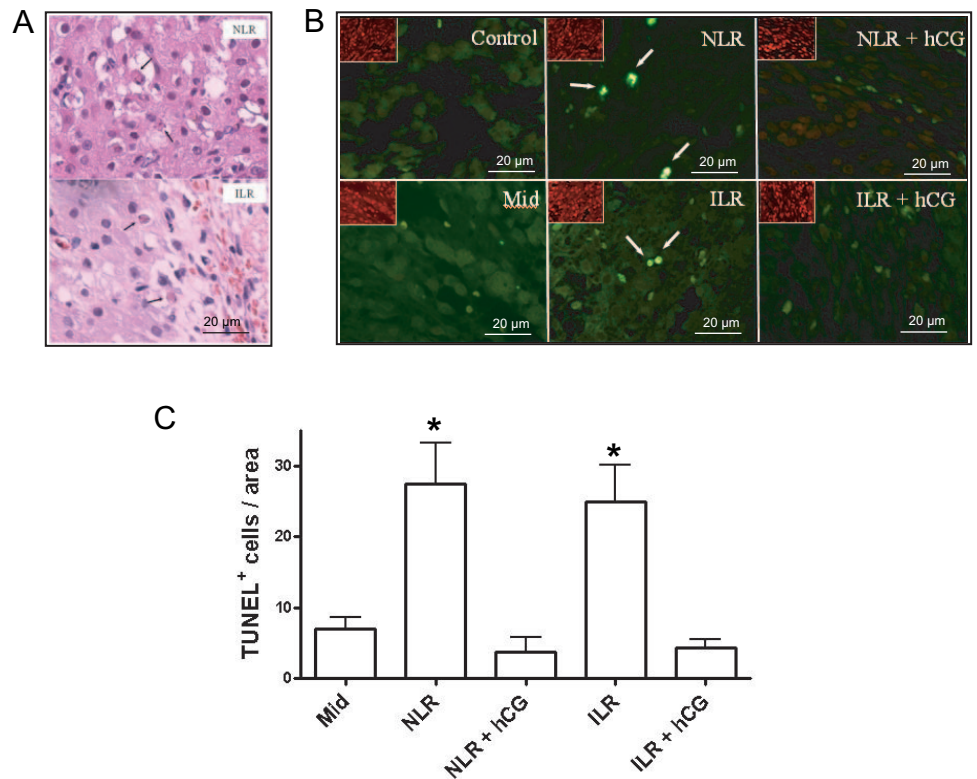 A
NLR
ILR
20 µm
B
Control
20 µm
NLR
20 µm
NLR + hCG
20 µm
Mid
20 µm
ILR
20 µm
ILR + hCG
20 µm
C
TUNEL+ cells / area
30
20
10
0
*
*
Mid
NLR
NLR + hCG
ILR
ILR + hCG